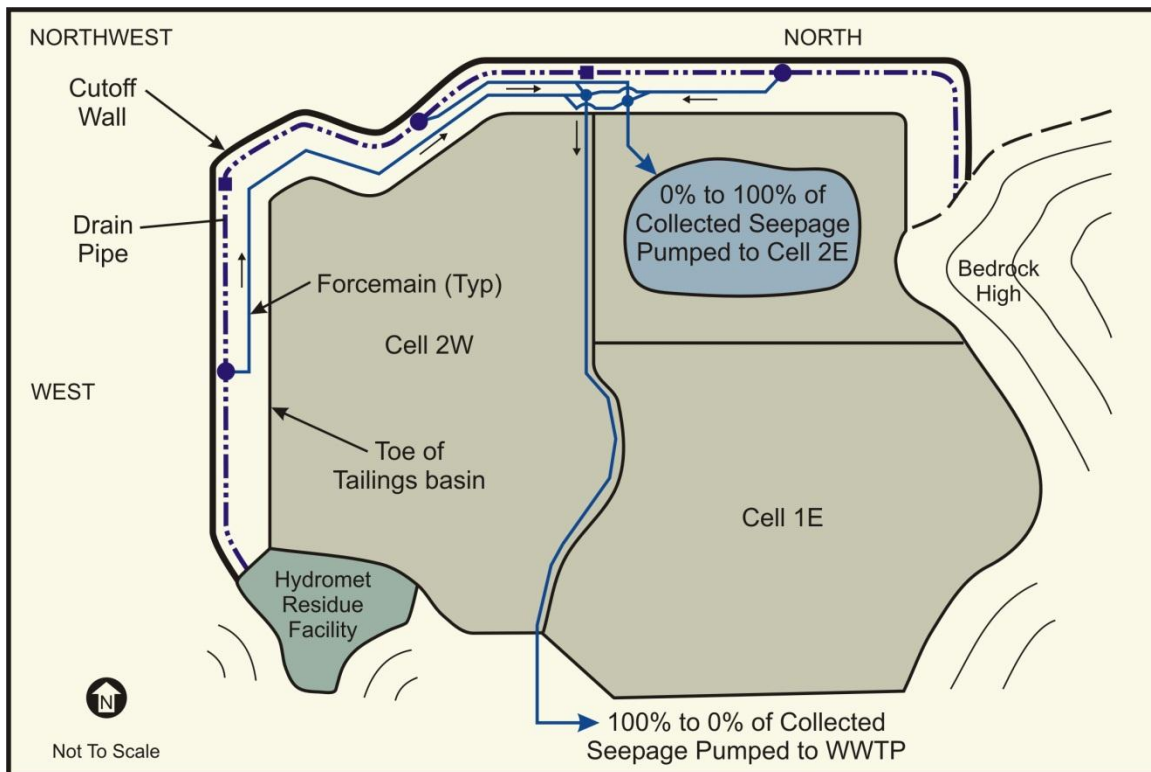 NORTHWEST
NORTH
Cutoff
Wall
0% to 100% of
Collected Seepage
Pumped to Cell 2E
Drain
Pipe
Bedrock
High
Forcemain (Typ)
Cell 2W
WEST
Toe of
Tailings basin
Cell 1E
Hydromet
Residue
Facility
N
Not To Scale
100% to 0% of Collected
Seepage Pumped to WWTP